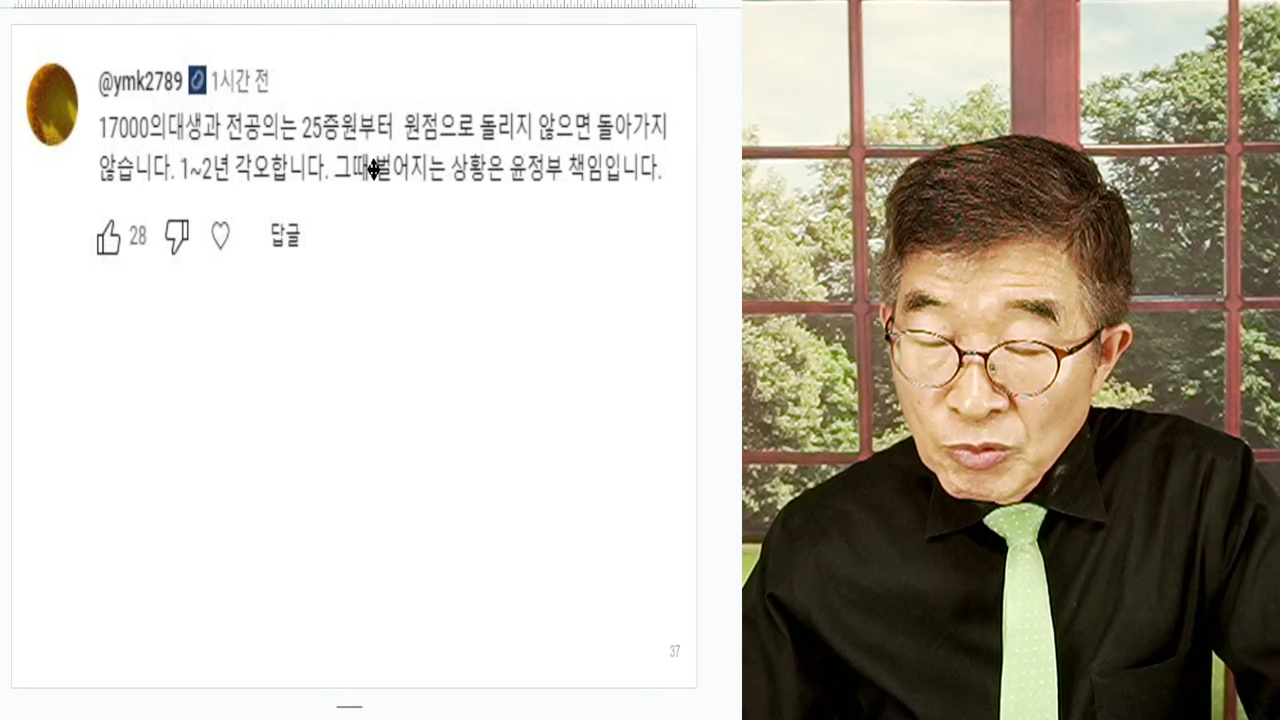 @ymk2789 1시간 전
17000의대생과 전공의는 25증원부터 원점으로 돌리지 않으면 돌아가지
않습니다. 1~2년 각오합니다. 그때 벌어지는 상황은 윤정부 책임입니다.
28 답글
37